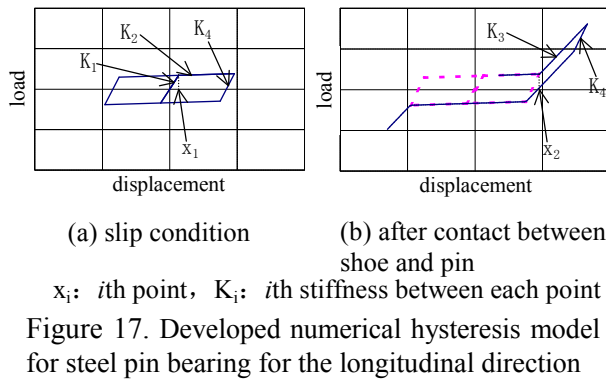 K₂
K₄
K₁
x₁
load
displacement
K₃
K₄
x₂
load
displacement
(a) slip condition
(b) after contact between
shoe and pin
xᵢ: ith point, Kᵢ: ith stiffness between each point
Figure 17. Developed numerical hysteresis model
for steel pin bearing for the longitudinal direction